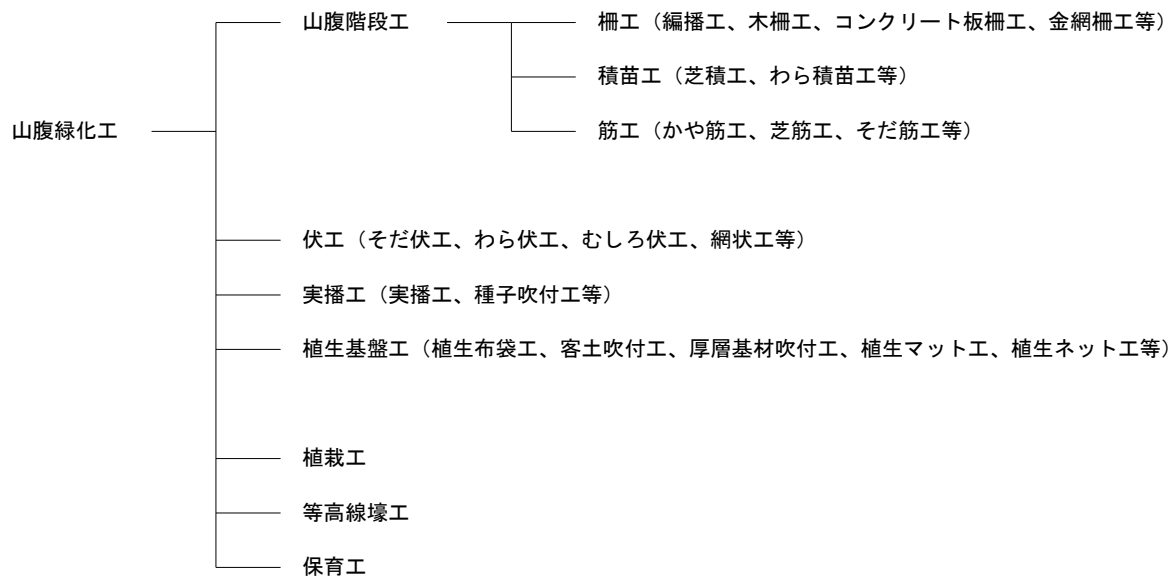 山腹階段工
柵工（編播工、木柵工、コンクリート板柵工、金網柵工等）
積苗工（芝積工、わら積苗工等）
山腹緑化工
筋工（かや筋工、芝筋工、そだ筋工等）
伏工（そだ伏工、わら伏工、むしろ伏工、網状工等）
実播工（実播工、種子吹付工等）
植生基盤工（植生布袋工、客土吹付工、厚層基材吹付工、植生マット工、植生ネット工等）
植栽工
等高線壕工
保育工